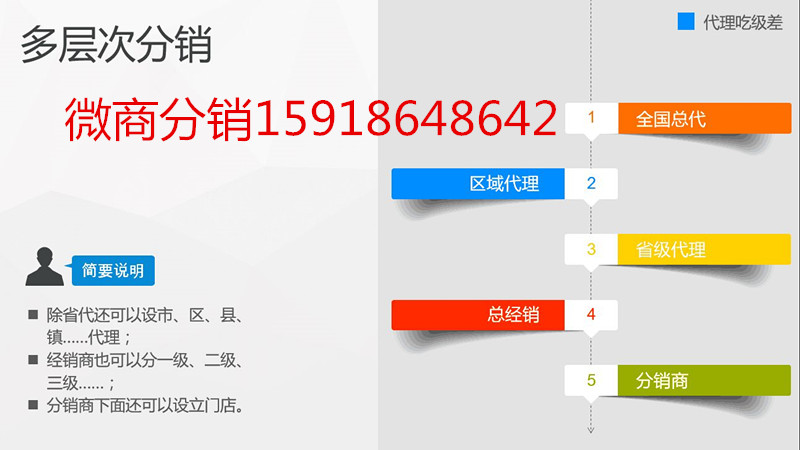 多层次分销
代理吃级差
微商分销15918648642
1
全国总代
区域代理
2
3
省级代理
总经销
4
5
分销商
简要说明
除省代还可以设市、区、县、
镇......代理；
经销商也可以分一级、二级、
三级......；
分销商下面还可以设立门店。